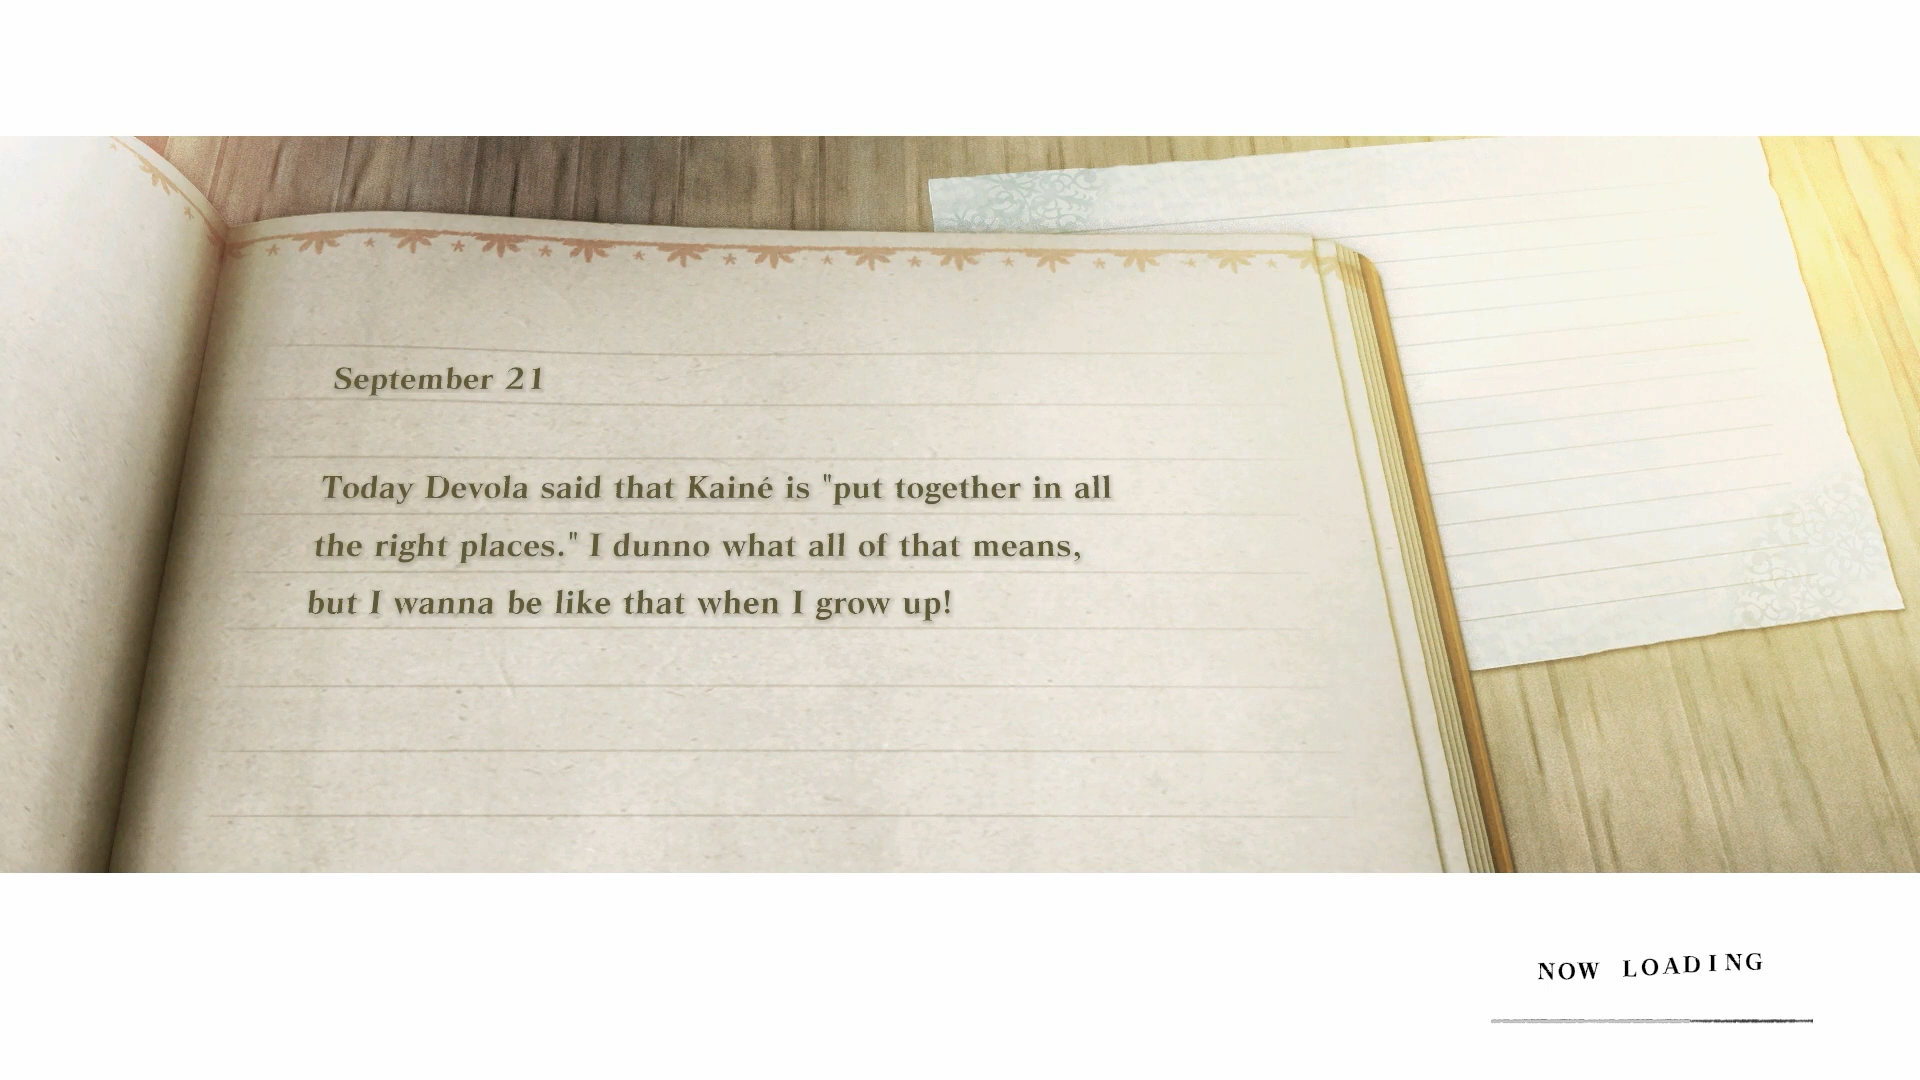 September 21
Today Devola said that Kainé is "put together in all
the right places." I dunno what all of that means,
but I wanna be like that when I grow up!
NOW LOADING